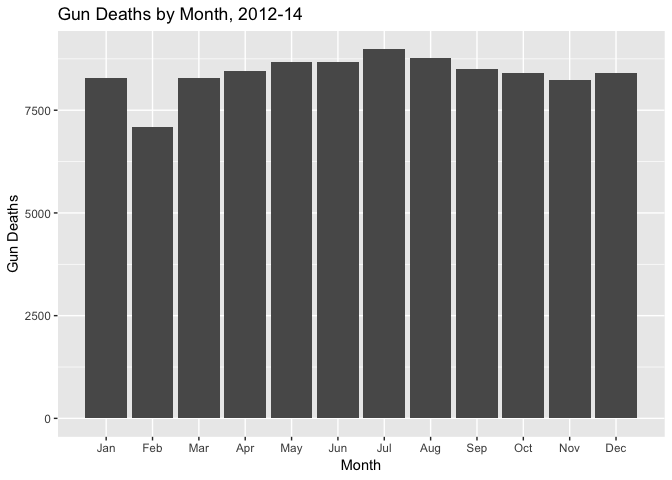 Gun Deaths by Month, 2012-14
Gun Deaths
7500
5000
2500
0
Jan Feb Mar Apr May Jun Jul Aug Sep Oct Nov Dec
Month